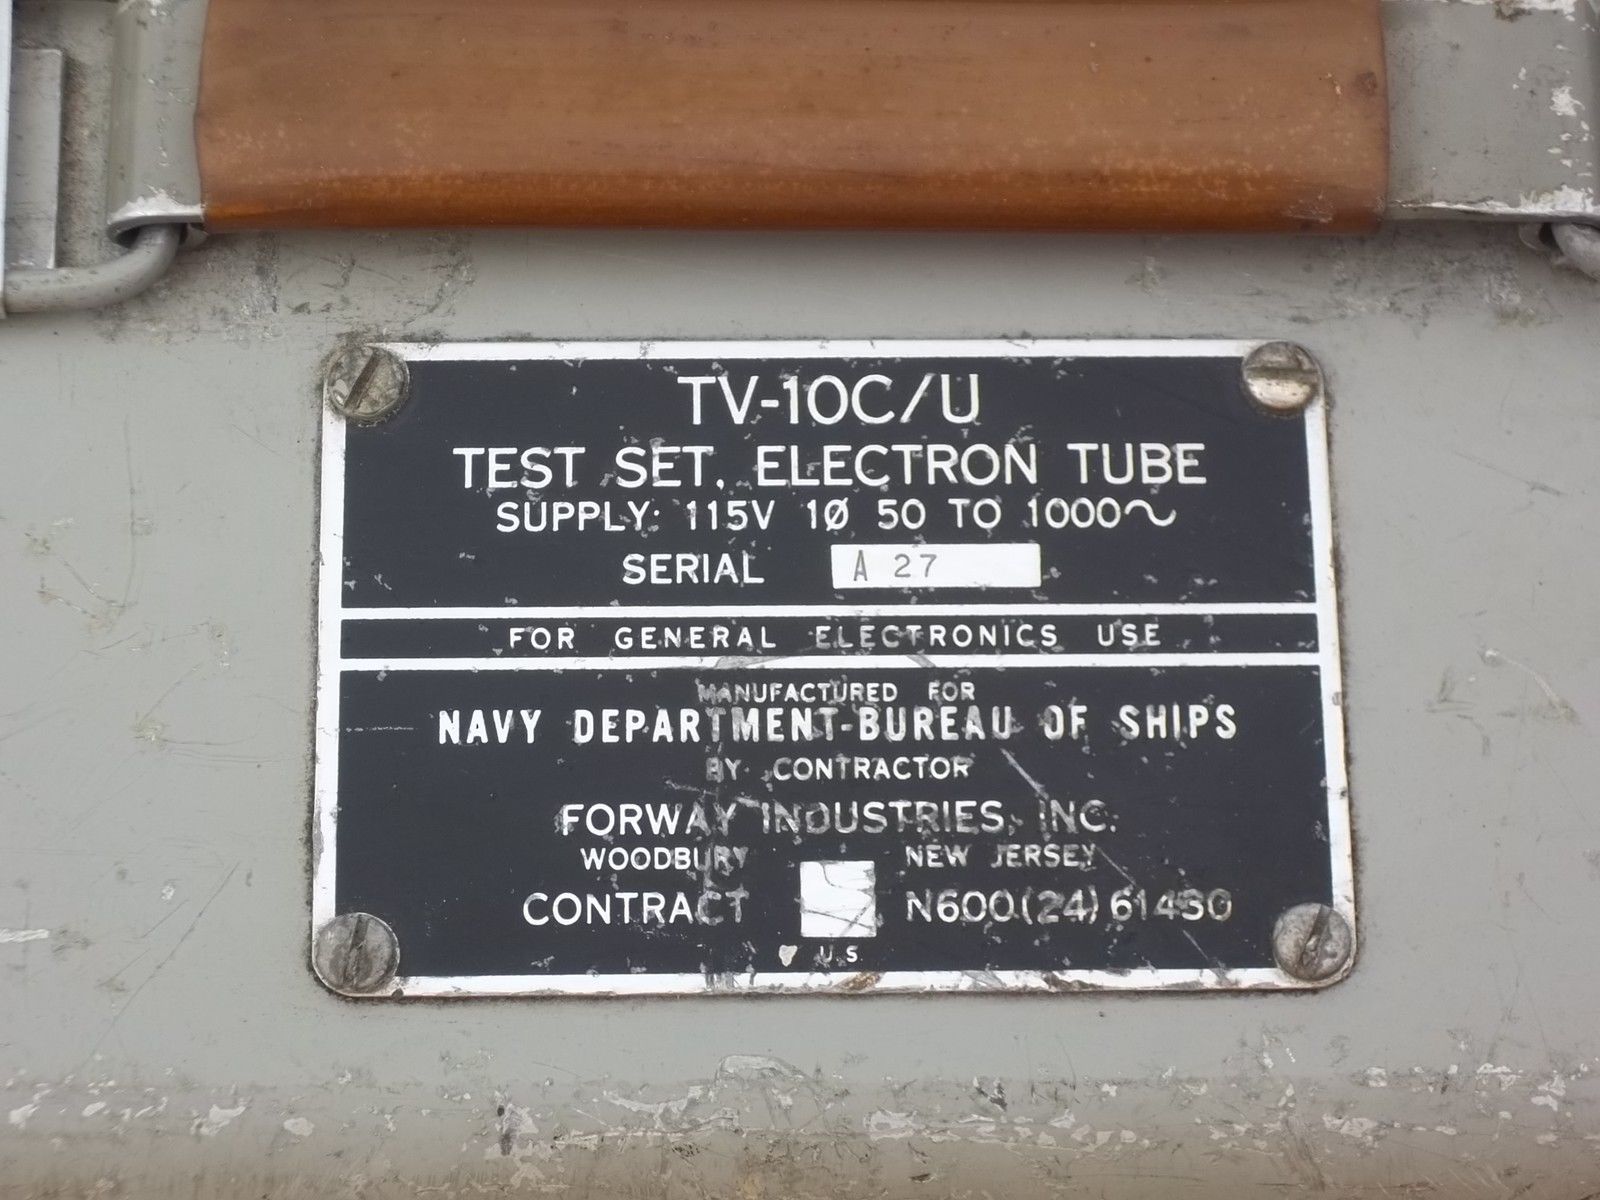 TV-10C/U
TEST SET, ELECTRON TUBE
SUPPLY: 115V 1Ø 50 TO 1000~
SERIAL A 27
FOR GENERAL ELECTRONICS USE
MANUFACTURED FOR
NAVY DEPARTMENT-BUREAU OF SHIPS
BY CONTRACTOR
FORWAY INDUSTRIES, INC.
WOODBURY NEW JERSEY
CONTRACT N600(24)61430
U.S.